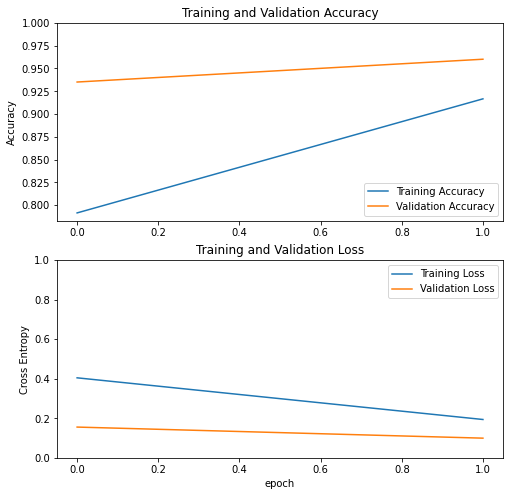 Training and Validation Accuracy
1.000
0.975
0.950
0.925
0.900
0.875
0.850
0.825
0.800
Accuracy
Training Accuracy
Validation Accuracy
0.0 0.2 0.4 0.6 0.8 1.0
Training and Validation Loss
1.0
0.8
0.6
0.4
0.2
0.0
Cross Entropy
Training Loss
Validation Loss
0.0 0.2 0.4 0.6 0.8 1.0
epoch